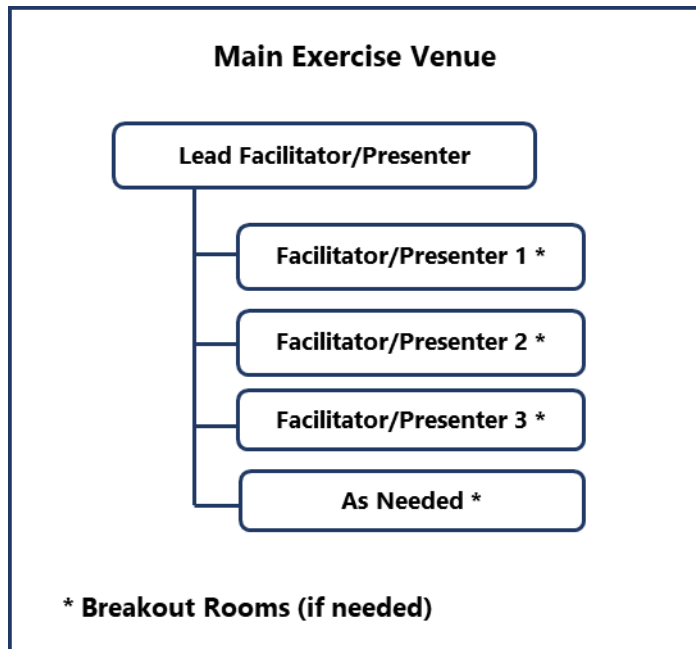 Main Exercise Venue
Lead Facilitator/Presenter
Facilitator/Presenter 1 *
Facilitator/Presenter 2 *
Facilitator/Presenter 3 *
As Needed *
* Breakout Rooms (if needed)